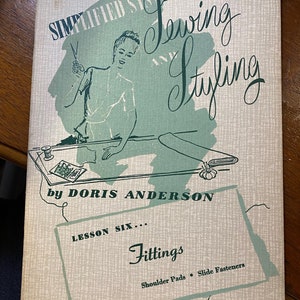 SIMPLIFIED
Sewing
AND
Styling
by DORIS ANDERSON
LESSON SIX...
Fittings
Shoulder Pads • Slide Fasteners